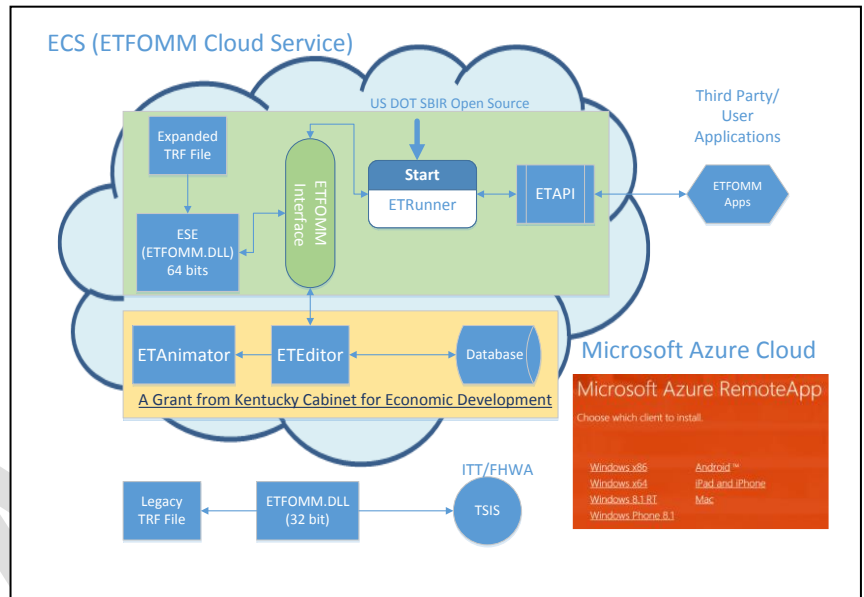 ECS (ETFOMM Cloud Service)
US DOT SBIR Open Source
Third Party/
User
Applications
Expanded
TRF File
ETFOMM
Interface
Start
ETRunner
ETAPI
ETFOMM
Apps
ESE
(ETFOMM.DLL)
64 bits
ETAnimator
ETEditor
Database
A Grant from Kentucky Cabinet for Economic Development
Microsoft Azure Cloud
Microsoft Azure RemoteApp
Choose which client to install.
Windows x86
Windows x64
Windows 8.1 RT
Windows Phone 8.1
Android ™
iPad and iPhone
Mac
ITT/FHWA
Legacy
TRF File
ETFOMM.DLL
(32 bit)
TSIS